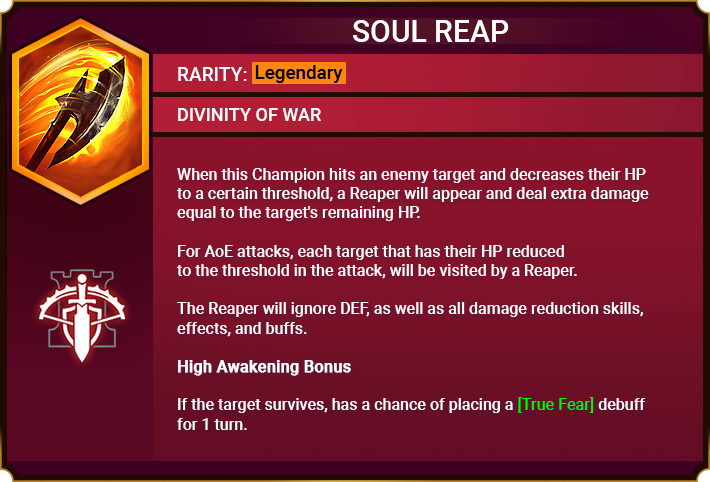 SOUL REAP
RARITY: Legendary
DIVINITY OF WAR
When this Champion hits an enemy target and decreases their HP
to a certain threshold, a Reaper will appear and deal extra damage
equal to the target's remaining HP.
For AoE attacks, each target that has their HP reduced
to the threshold in the attack, will be visited by a Reaper.
The Reaper will ignore DEF, as well as all damage reduction skills,
effects, and buffs.
High Awakening Bonus
If the target survives, has a chance of placing a [True Fear] debuff
for 1 turn.